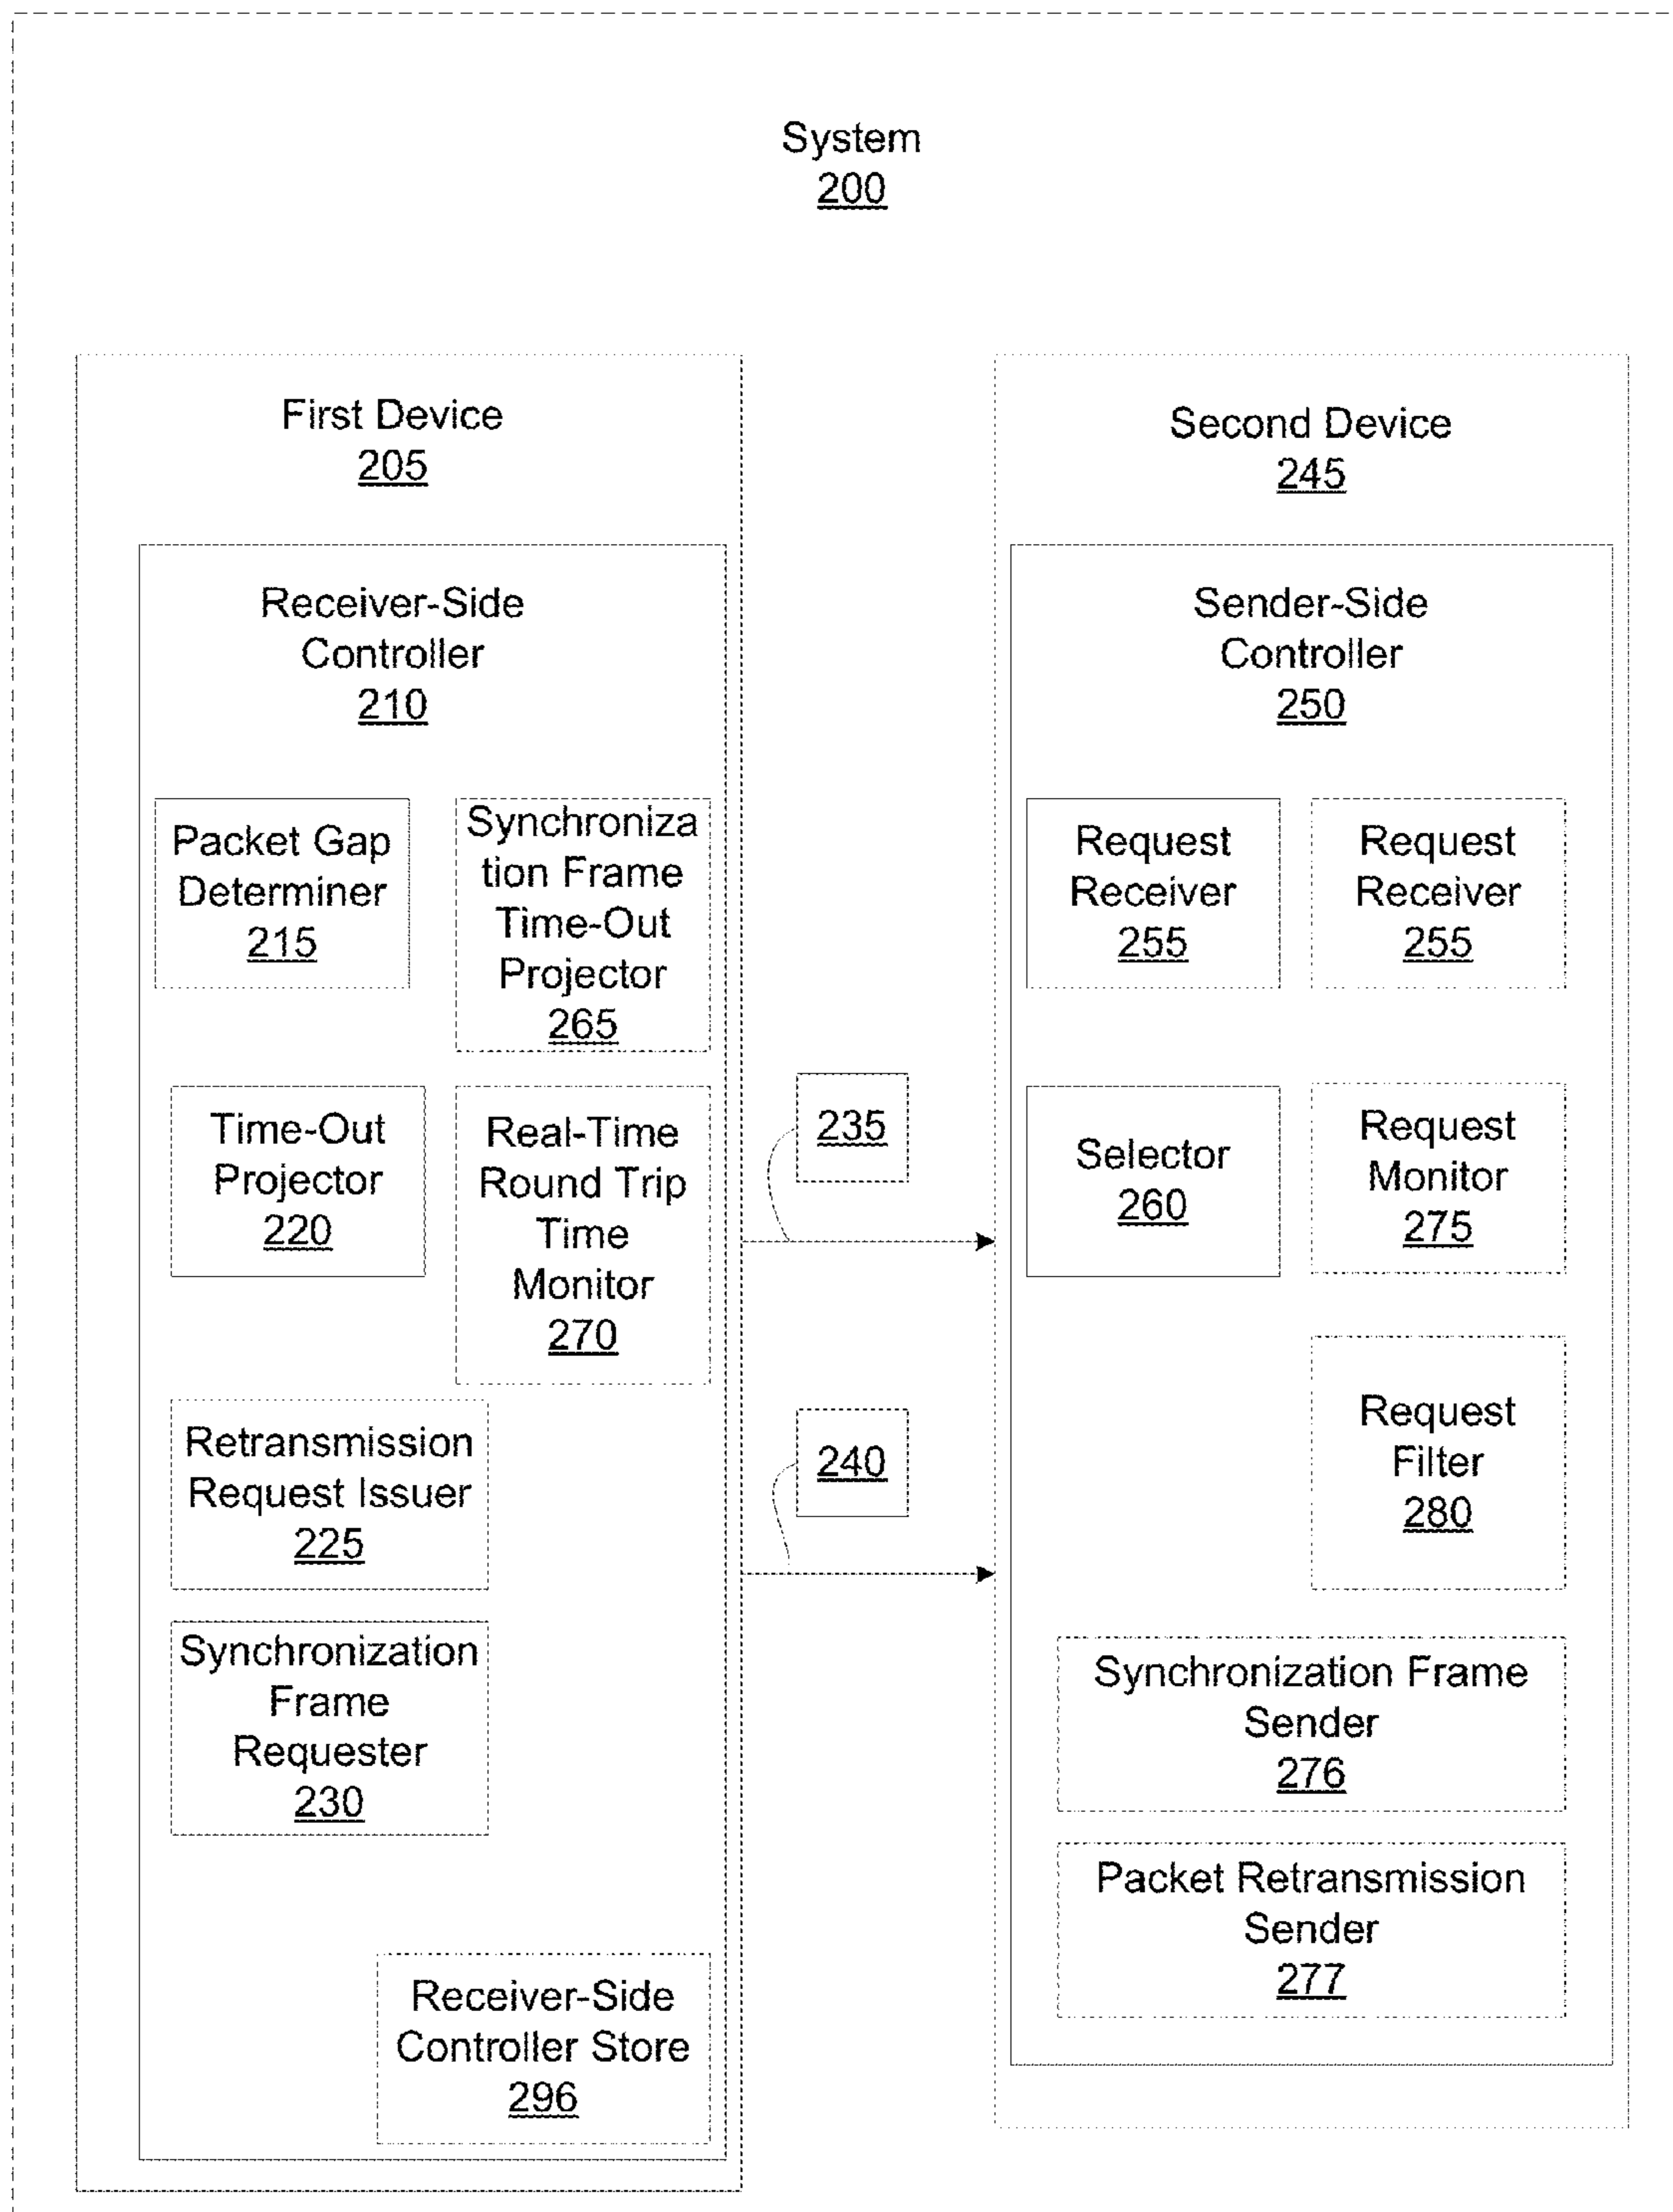 System
200
First Device
205
Receiver-Side
Controller
210
Packet Gap
Determiner
215
Synchroniza
tion Frame
Time-Out
Projector
265
Time-Out
Projector
220
Real-Time
Round Trip
Time
Monitor
270
Retransmission
Request Issuer
225
Synchronization
Frame
Requester
230
Receiver-Side
Controller Store
296
235
240
Second Device
245
Sender-Side
Controller
250
Request
Receiver
255
Request
Receiver
255
Selector
260
Request
Monitor
275
Request
Filter
280
Synchronization Frame
Sender
276
Packet Retransmission
Sender
277